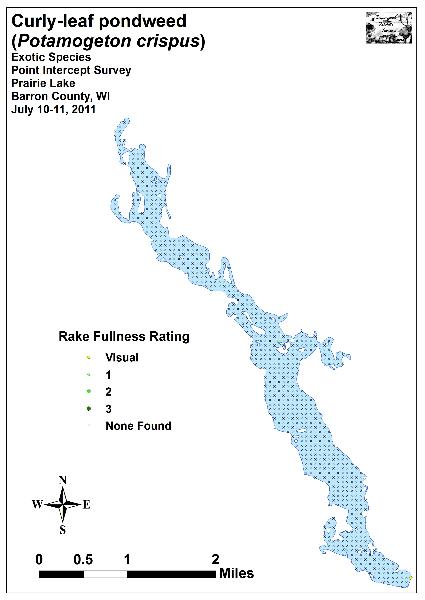 Curly-leaf pondweed
(Potamogeton crispus)
Exotic Species
Point Intercept Survey
Prairie Lake
Barron County, WI
July 10-11, 2011
Rake Fullness Rating
Visual
1
2
3
None Found
N
W E
S
0 0.5 1 2
Miles